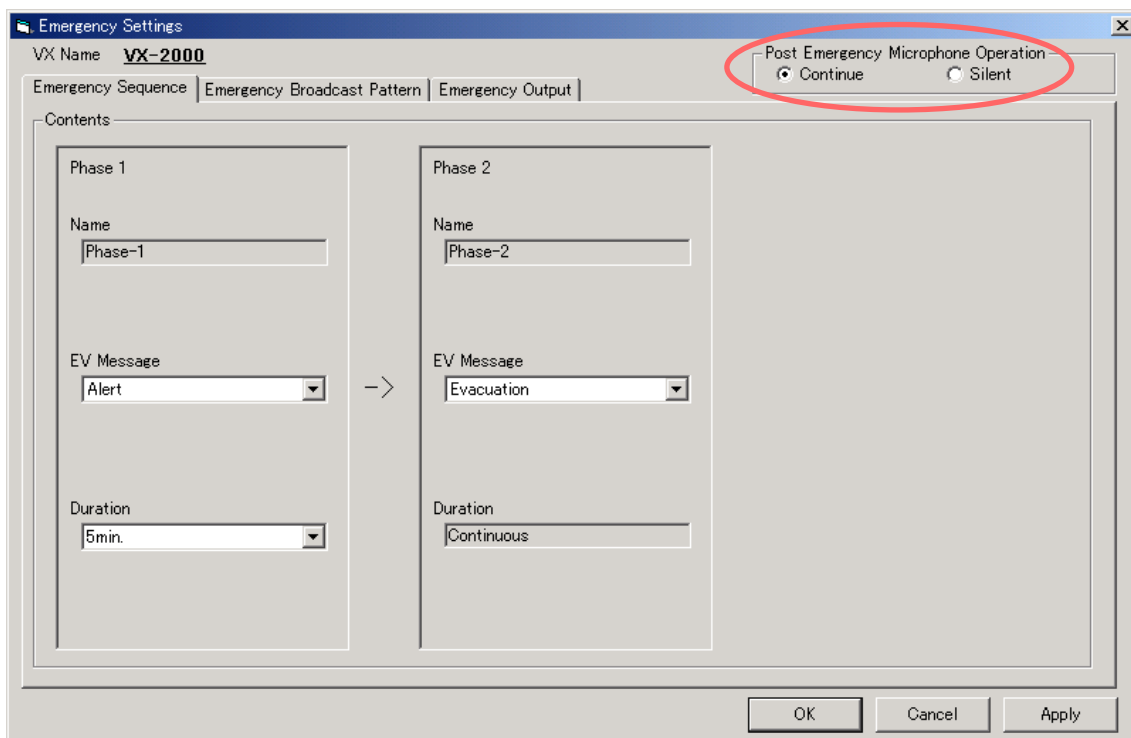 Emergency Settings
VX Name VX-2000
Post Emergency Microphone Operation
Continue Silent
Emergency Sequence Emergency Broadcast Pattern Emergency Output
Contents
Phase 1 Phase 2
Name Name
Phase-1 Phase-2
EV Message EV Message
Alert -> Evacuation
Duration Duration
5min. Continuous
OK Cancel Apply